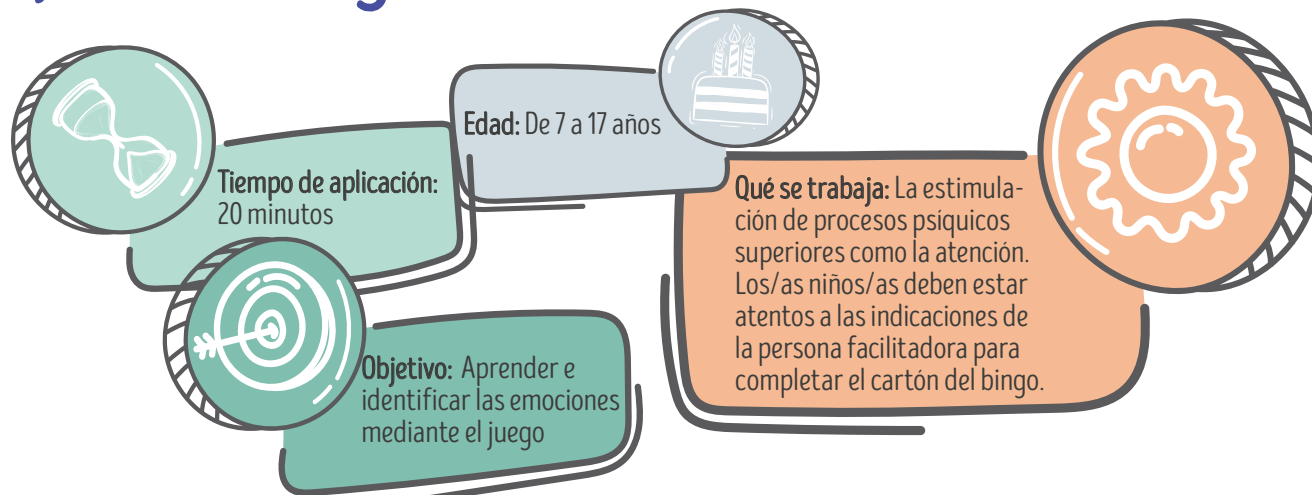 Edad: De 7 a 17 años
Tiempo de aplicación:
20 minutos
Qué se trabaja: La estimula-
ción de procesos psíquicos
superiores como la atención.
Los/as niños/as deben estar
atentos a las indicaciones de
la persona facilitadora para
completar el cartón del bingo.
Objetivo: Aprender e
identificar las emociones
mediante el juego